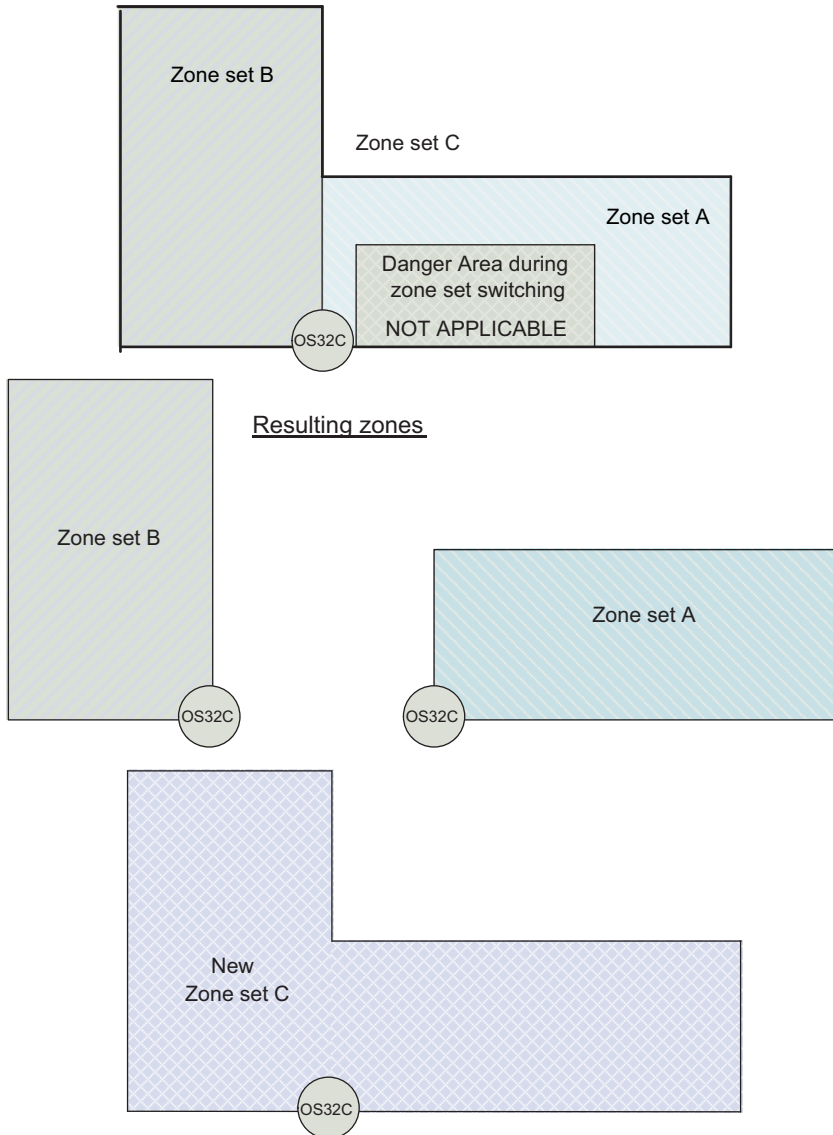 Zone set B
Zone set C
Zone set A
Danger Area during
zone set switching
NOT APPLICABLE
OS32C
Resulting zones
Zone set B
Zone set A
OS32C
OS32C
New
Zone set C
OS32C